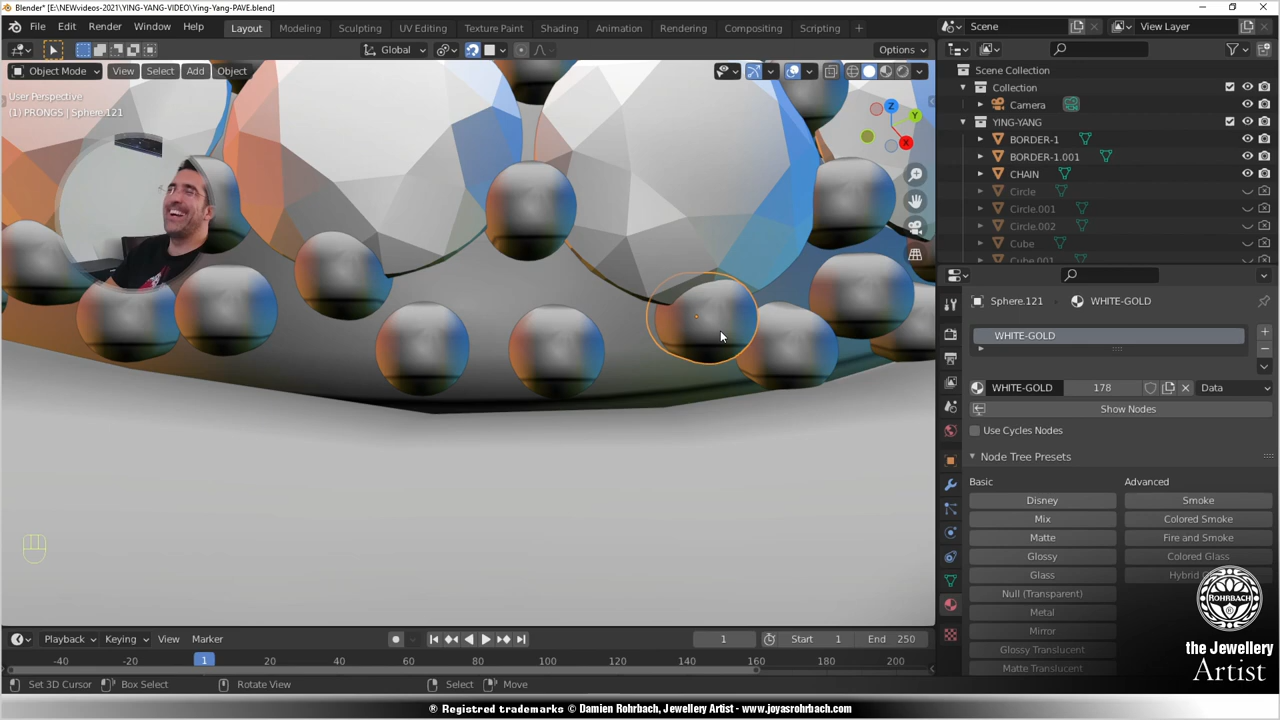 Blender* [E:\NEWvideos-2021\YING-YANG-VIDEO\Ying-Yang-PAVE.blend]
File Edit Render Window Help Layout Modeling Sculpting UV Editing Texture Paint Shading Animation Rendering Compositing Scripting + Scene View Layer
Global Options
Object Mode View Select Add Object
User Perspective
(1) PRONGS | Sphere.121
Z
Y
X
Scene Collection
Collection
Camera
YING-YANG
BORDER-1
BORDER-1.001
CHAIN
Circle
Circle.001
Circle.002
Cube
Cube.001
Sphere.121 WHITE-GOLD
WHITE-GOLD
WHITE-GOLD 178 Data
Show Nodes
Use Cycles Nodes
Node Tree Presets
Basic Advanced
Disney Smoke
Mix Colored Smoke
Matte Fire and Smoke
Glossy Colored Glass
Glass
Null (Transparent)
Metal
Mirror
Glossy Translucent
Matte Translucent
ROHRBACH
the Jewellery
Artist
Playback Keying View Marker 1 Start 1 End 250
-40 -20 1 20 40 60 80 100 120 140 160 180 200
Set 3D Cursor Box Select Rotate View Select Move
® Registered trademarks © Damien Rohrbach, Jewellery Artist - www.joyasrohrbach.com